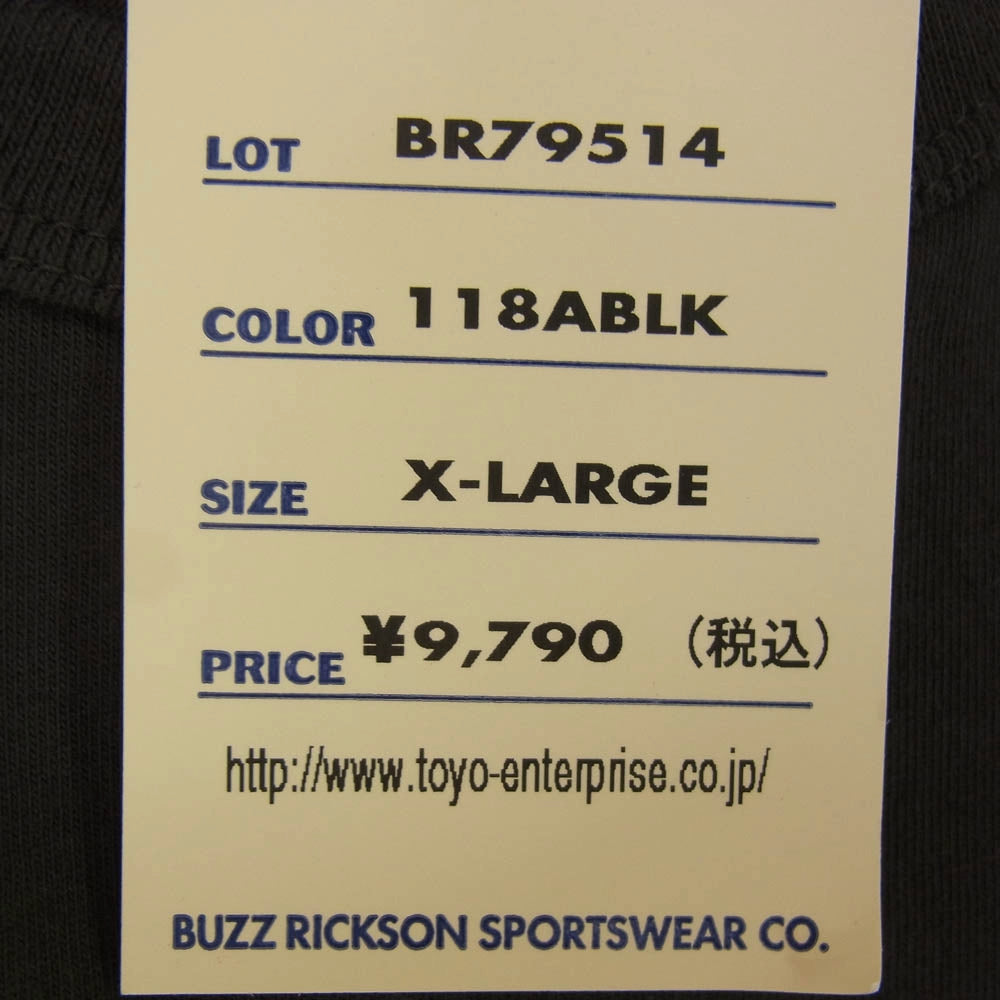 LOT BR79514
COLOR 118ABLK
SIZE X-LARGE
PRICE ¥9,790 (税込)
http://www.toyo-enterprise.co.jp/
BUZZ RICKSON SPORTSWEAR CO.